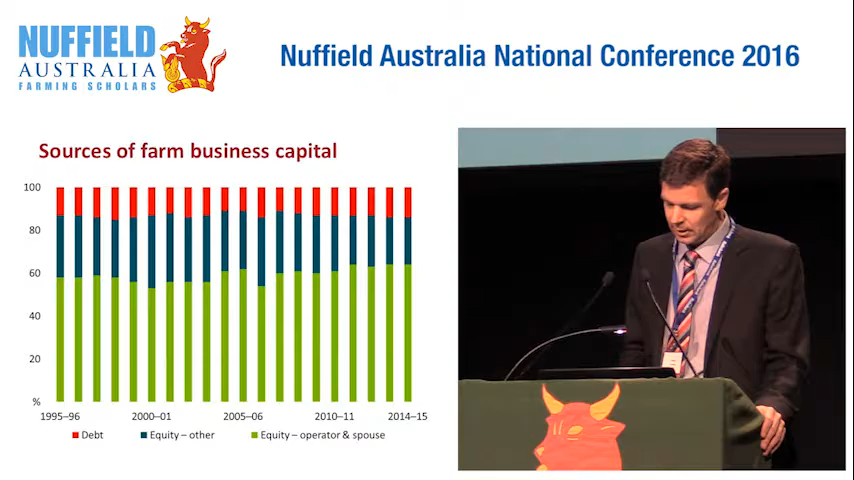 NUFFIELD
AUSTRALIA
FARMING SCHOLARS
Nuffield Australia National Conference 2016
Sources of farm business capital
100
80
60
40
20
%
1995–96 2000–01 2005–06 2010–11 2014–15
Debt Equity – other Equity – operator & spouse